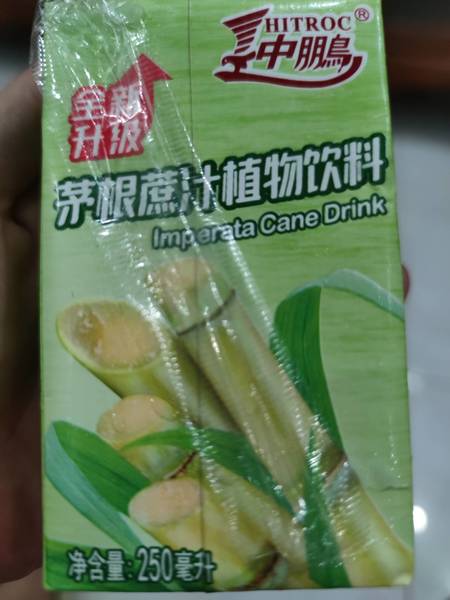 HITROC®
中鵬
全新
升级
茅根蔗汁植物饮料
Imperata Cane Drink
净含量:250毫升